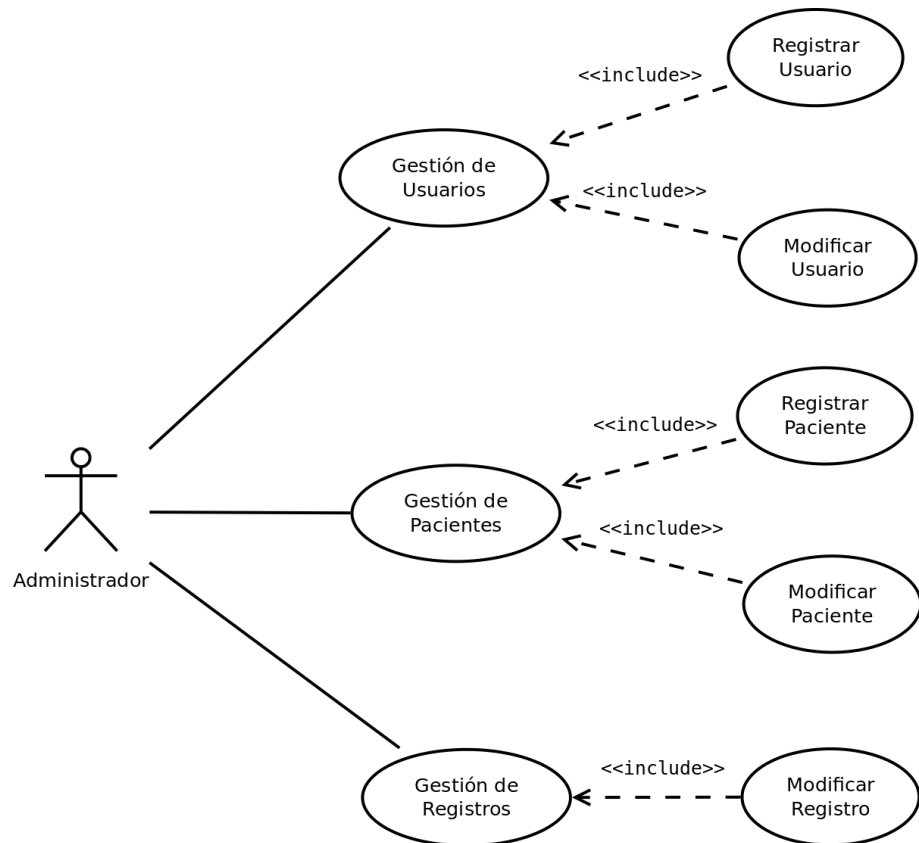 Registrar
Usuario
<<include>>
Gestión de
Usuarios
<<include>>
Modificar
Usuario
Registrar
Paciente
<<include>>
Gestión de
Pacientes
<<include>>
Administrador
Modificar
Paciente
<<include>>
Gestión de
Registros
Modificar
Registro